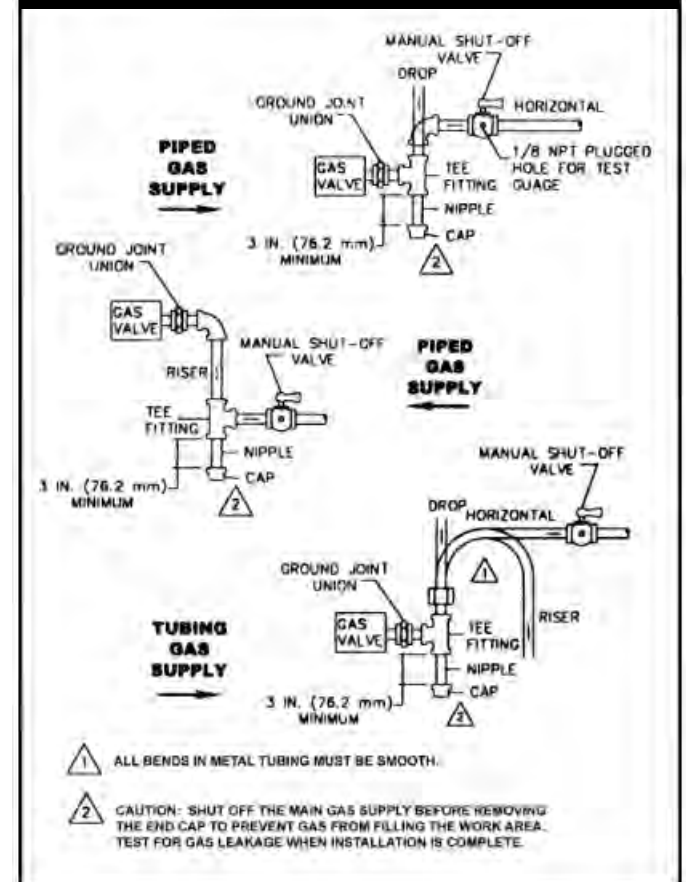 MANUAL SHUT-OFF
VALVE
DROP
GROUND JOINT
UNION
HORIZONTAL
PIPED
GAS
SUPPLY
GAS
VALVE
TEE
FITTING
1/8 NPT PLUGGED
HOLE FOR TEST
GUAGE
NIPPLE
3 IN. (76.2 mm)
MINIMUM
CAP
2
GROUND JOINT
UNION
GAS
VALVE
MANUAL SHUT-OFF
VALVE
RISER
PIPED
GAS
SUPPLY
TEE
FITTING
NIPPLE
CAP
3 IN. (76.2 mm)
MINIMUM
2
MANUAL SHUT-OFF
VALVE
DROP
HORIZONTAL
GROUND JOINT
UNION
1
RISER
TUBING
GAS
SUPPLY
GAS
VALVE
TEE
FITTING
NIPPLE
CAP
3 IN. (76.2 mm)
MINIMUM
2
1 ALL BENDS IN METAL TUBING MUST BE SMOOTH.
2 CAUTION: SHUT OFF THE MAIN GAS SUPPLY BEFORE REMOVING
THE END CAP TO PREVENT GAS FROM FILLING THE WORK AREA.
TEST FOR GAS LEAKAGE WHEN INSTALLATION IS COMPLETE.